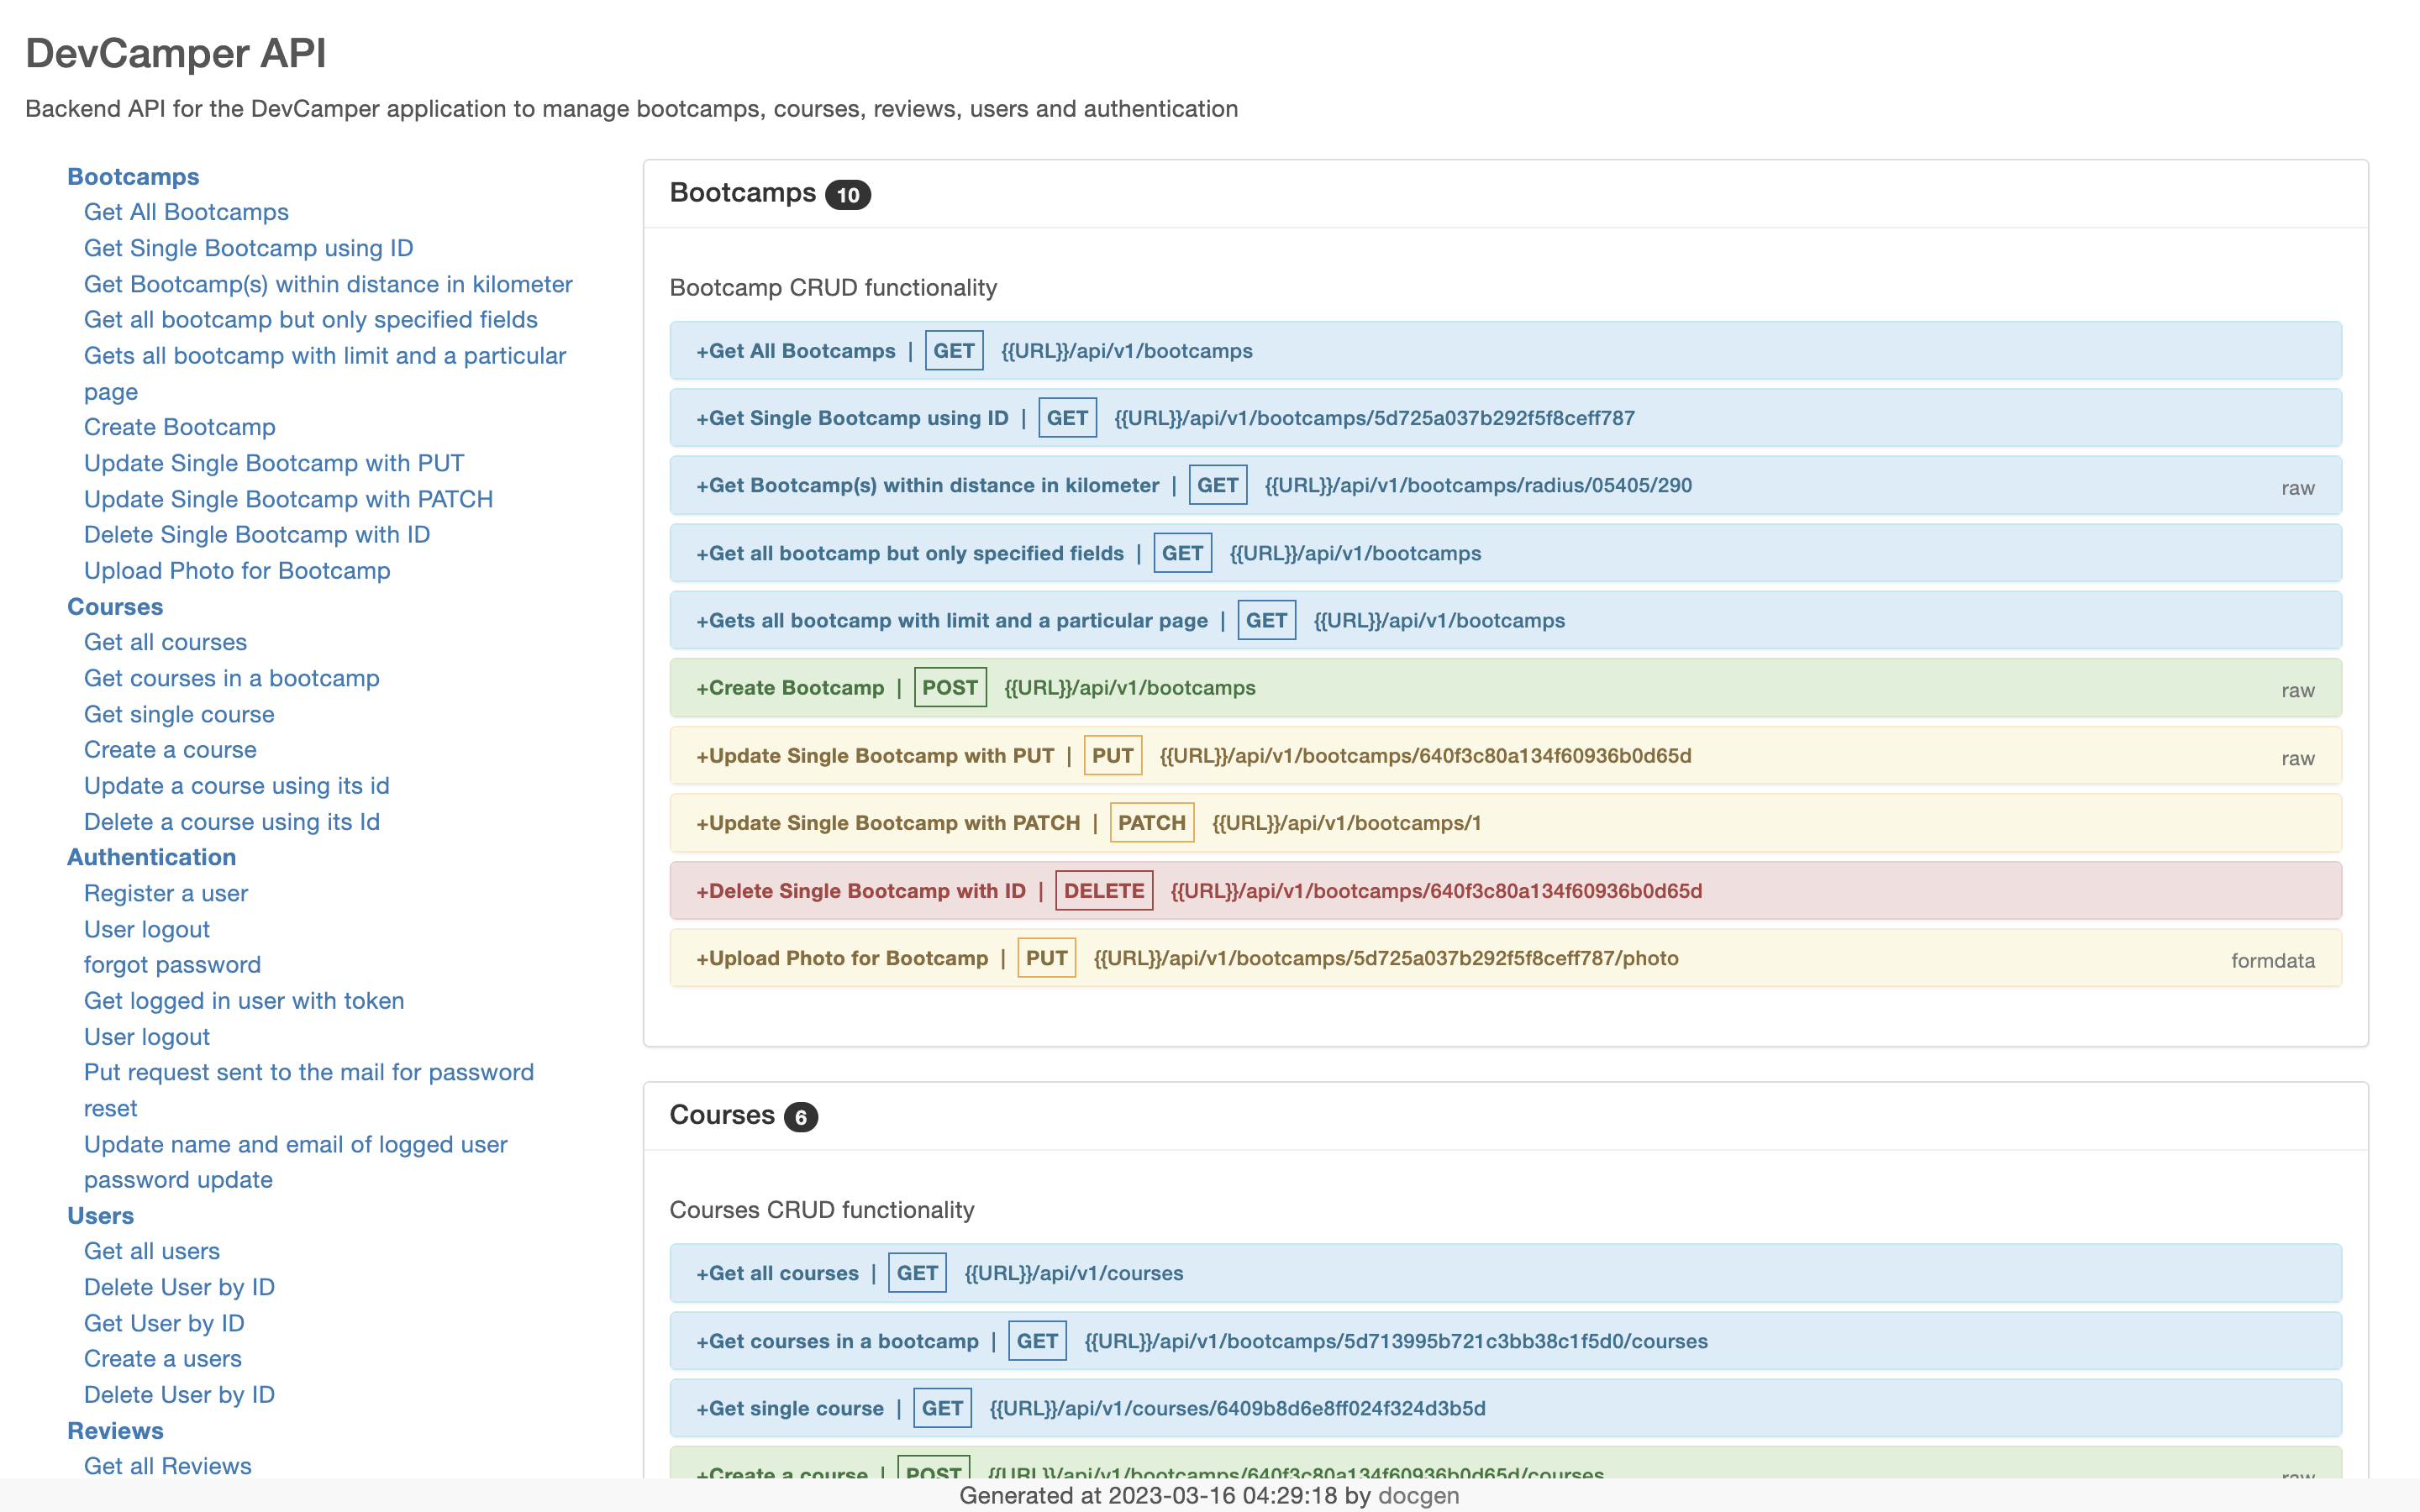 DevCamper API
Backend API for the DevCamper application to manage bootcamps, courses, reviews, users and authentication
Bootcamps
Get All Bootcamps
Get Single Bootcamp using ID
Get Bootcamp(s) within distance in kilometer
Get all bootcamp but only specified fields
Gets all bootcamp with limit and a particular
page
Create Bootcamp
Update Single Bootcamp with PUT
Update Single Bootcamp with PATCH
Delete Single Bootcamp with ID
Upload Photo for Bootcamp
Courses
Get all courses
Get courses in a bootcamp
Get single course
Create a course
Update a course using its id
Delete a course using its Id
Authentication
Register a user
User logout
forgot password
Get logged in user with token
User logout
Put request sent to the mail for password
reset
Update name and email of logged user
password update
Users
Get all users
Delete User by ID
Get User by ID
Create a users
Delete User by ID
Reviews
Get all Reviews
Bootcamps 10
Bootcamp CRUD functionality
+Get All Bootcamps | GET {{URL}}/api/v1/bootcamps
+Get Single Bootcamp using ID | GET {{URL}}/api/v1/bootcamps/5d725a037b292f5f8ceff787
+Get Bootcamp(s) within distance in kilometer | GET {{URL}}/api/v1/bootcamps/radius/05405/290 raw
+Get all bootcamp but only specified fields | GET {{URL}}/api/v1/bootcamps
+Gets all bootcamp with limit and a particular page | GET {{URL}}/api/v1/bootcamps
+Create Bootcamp | POST {{URL}}/api/v1/bootcamps raw
+Update Single Bootcamp with PUT | PUT {{URL}}/api/v1/bootcamps/640f3c80a134f60936b0d65d raw
+Update Single Bootcamp with PATCH | PATCH {{URL}}/api/v1/bootcamps/1
+Delete Single Bootcamp with ID | DELETE {{URL}}/api/v1/bootcamps/640f3c80a134f60936b0d65d
+Upload Photo for Bootcamp | PUT {{URL}}/api/v1/bootcamps/5d725a037b292f5f8ceff787/photo formdata
Courses 6
Courses CRUD functionality
+Get all courses | GET {{URL}}/api/v1/courses
+Get courses in a bootcamp | GET {{URL}}/api/v1/bootcamps/5d713995b721c3bb38c1f5d0/courses
+Get single course | GET {{URL}}/api/v1/courses/6409b8d6e8ff024f324d3b5d
+Create a course | POST {{URL}}/api/v1/bootcamps/640f3c80a134f60936b0d65d/courses raw
Generated at 2023-03-16 04:29:18 by docgen